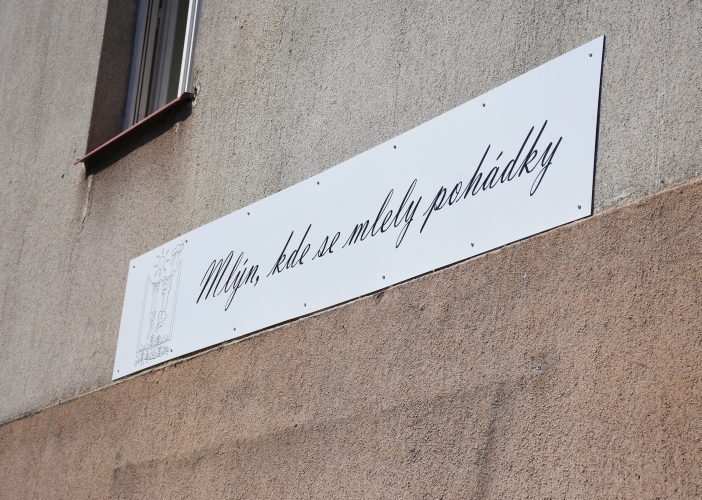 Mlýn, kde se mlely pohádky